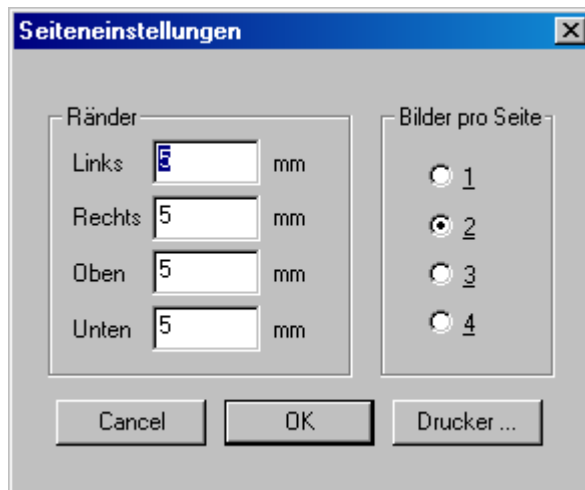 Seiteneinstellungen
Ränder
Links 5 mm
Rechts 5 mm
Oben 5 mm
Unten 5 mm
Bilder pro Seite
1
2
3
4
Cancel OK Drucker ...